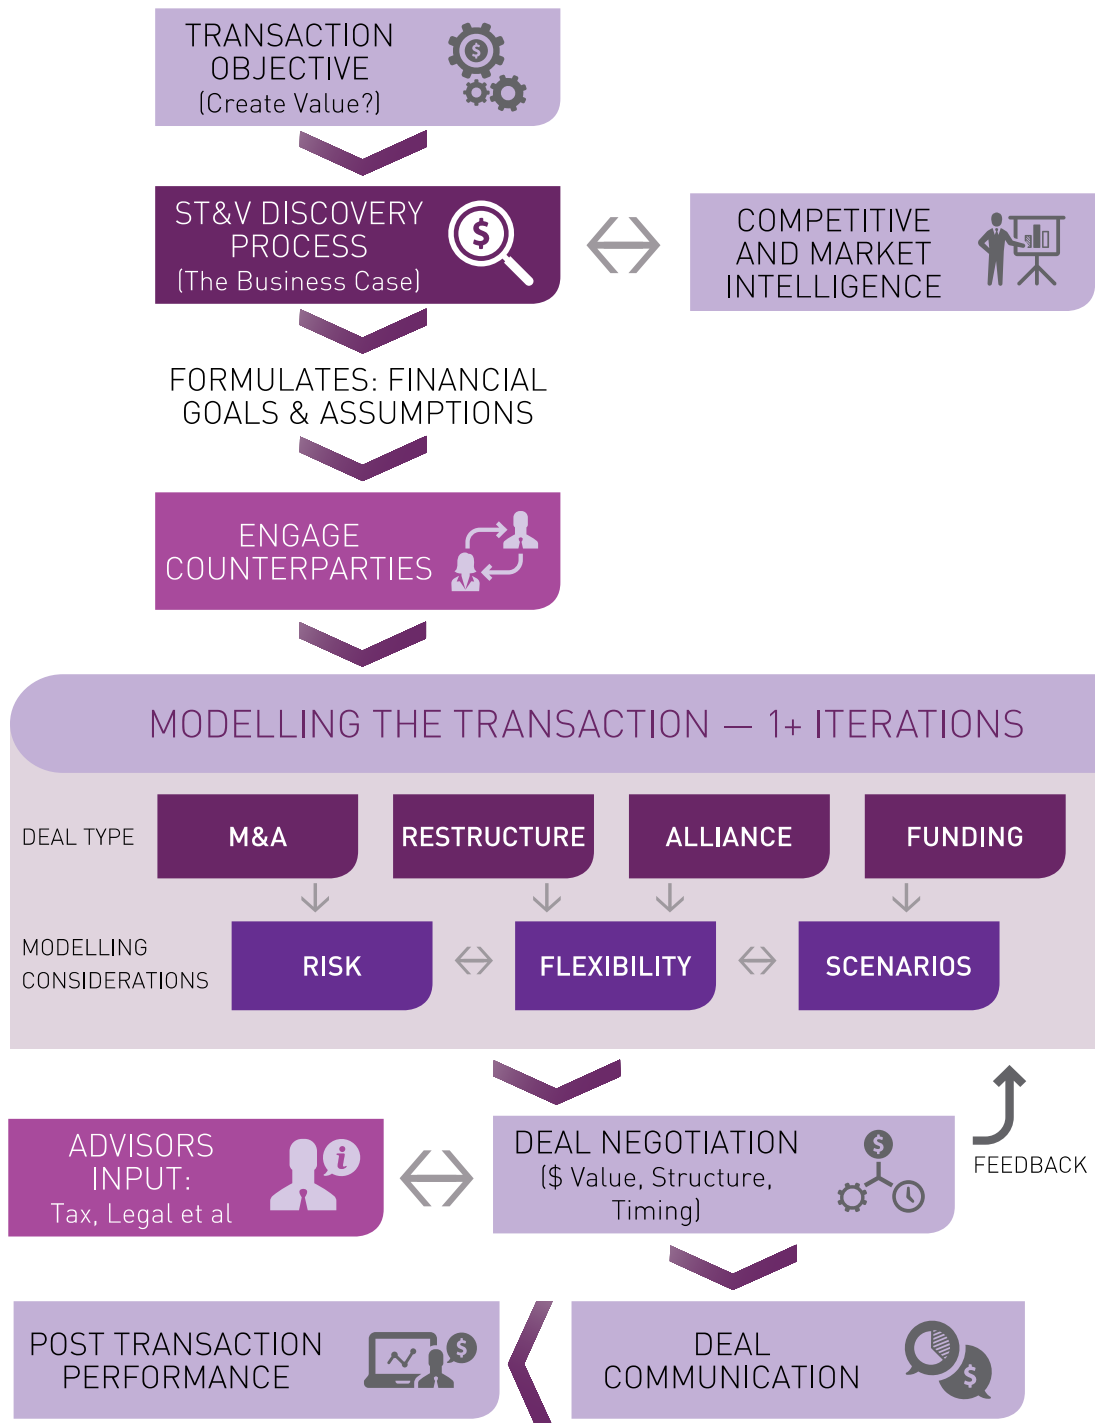 TRANSACTION
OBJECTIVE
(Create Value?)
$
ST&V DISCOVERY
PROCESS
(The Business Case)
$
COMPETITIVE
AND MARKET
INTELLIGENCE
FORMULATES: FINANCIAL
GOALS & ASSUMPTIONS
ENGAGE
COUNTERPARTIES
MODELLING THE TRANSACTION — 1+ ITERATIONS
DEAL TYPE
M&A
RESTRUCTURE
ALLIANCE
FUNDING
MODELLING
CONSIDERATIONS
RISK
FLEXIBILITY
SCENARIOS
ADVISORS
INPUT:
Tax, Legal et al
i
DEAL NEGOTIATION
($ Value, Structure,
Timing)
$
FEEDBACK
POST TRANSACTION
PERFORMANCE
$
DEAL
COMMUNICATION
$